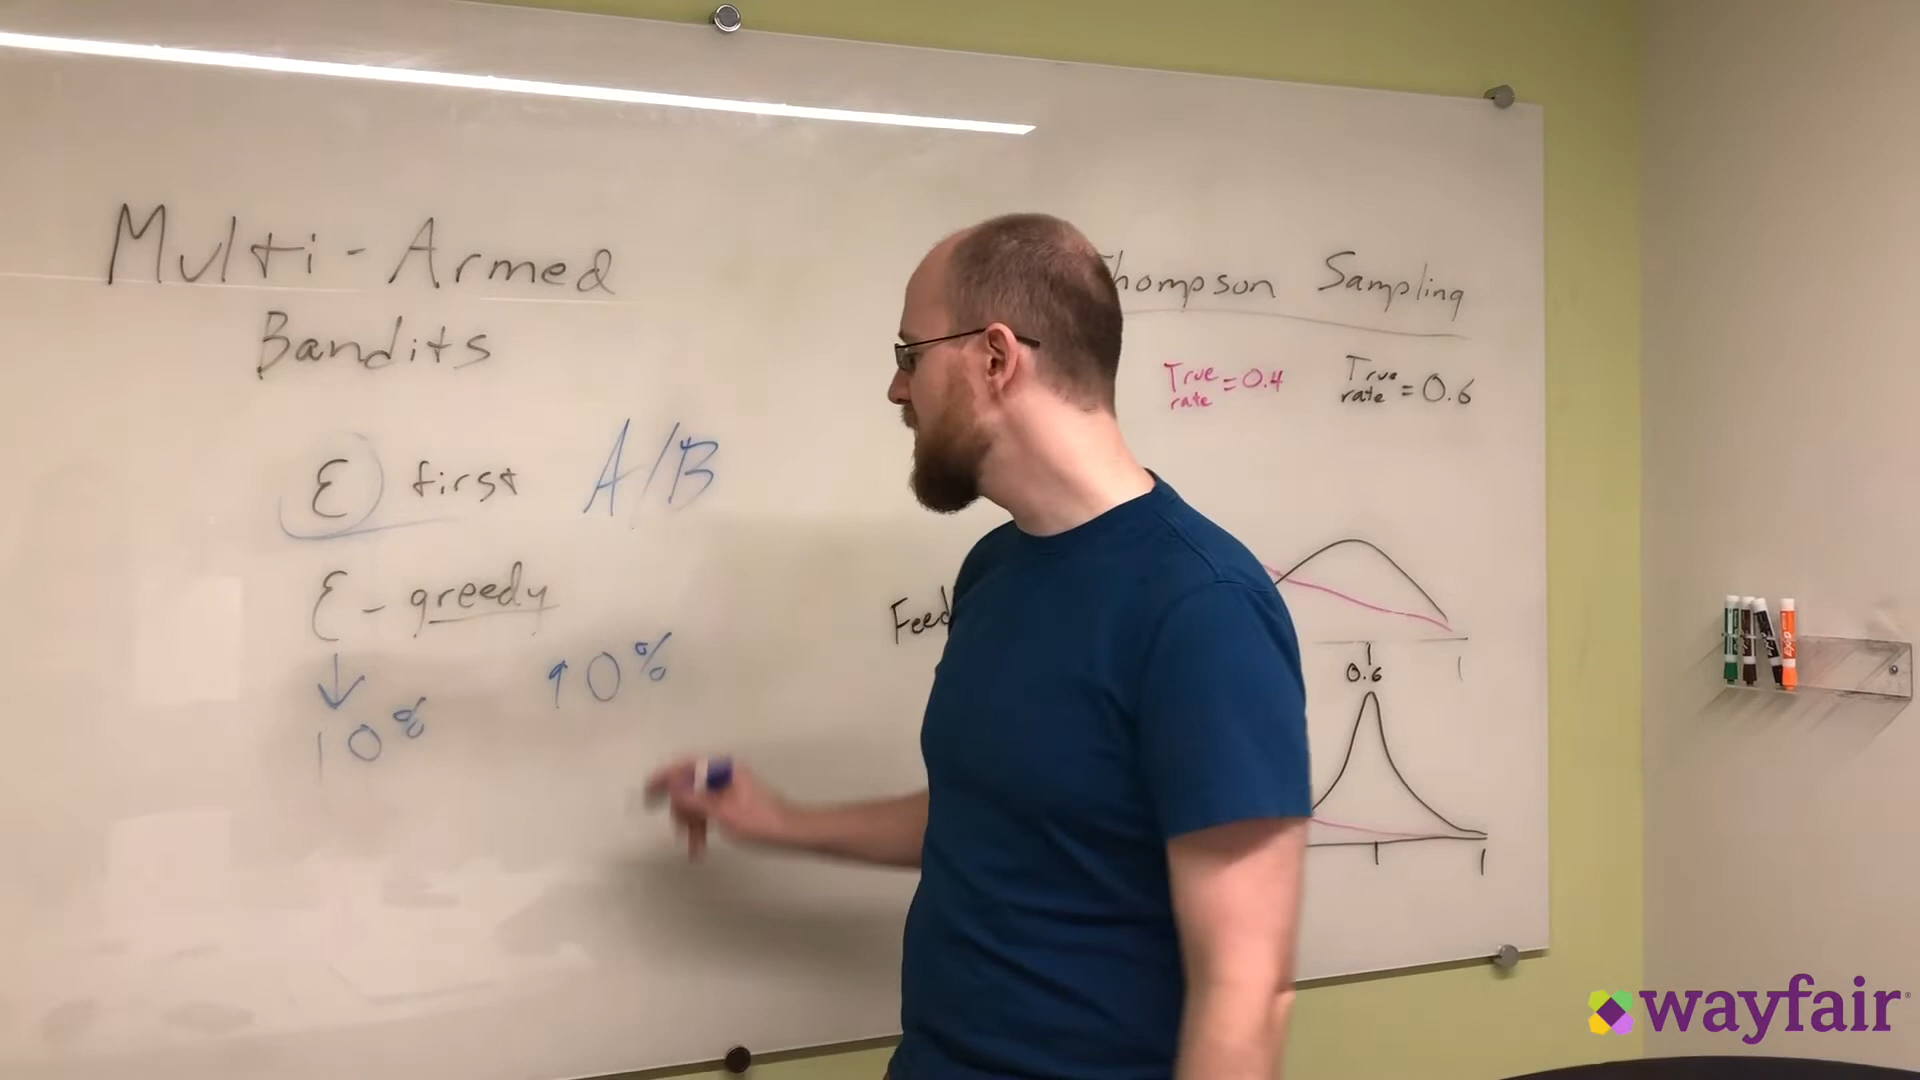 Multi-Armed
Bandits
ε first A/B
ε-greedy
10% 90%
Thompson Sampling
True rate = 0.4
True rate = 0.6
Feed
1
0.6
1
wayfair